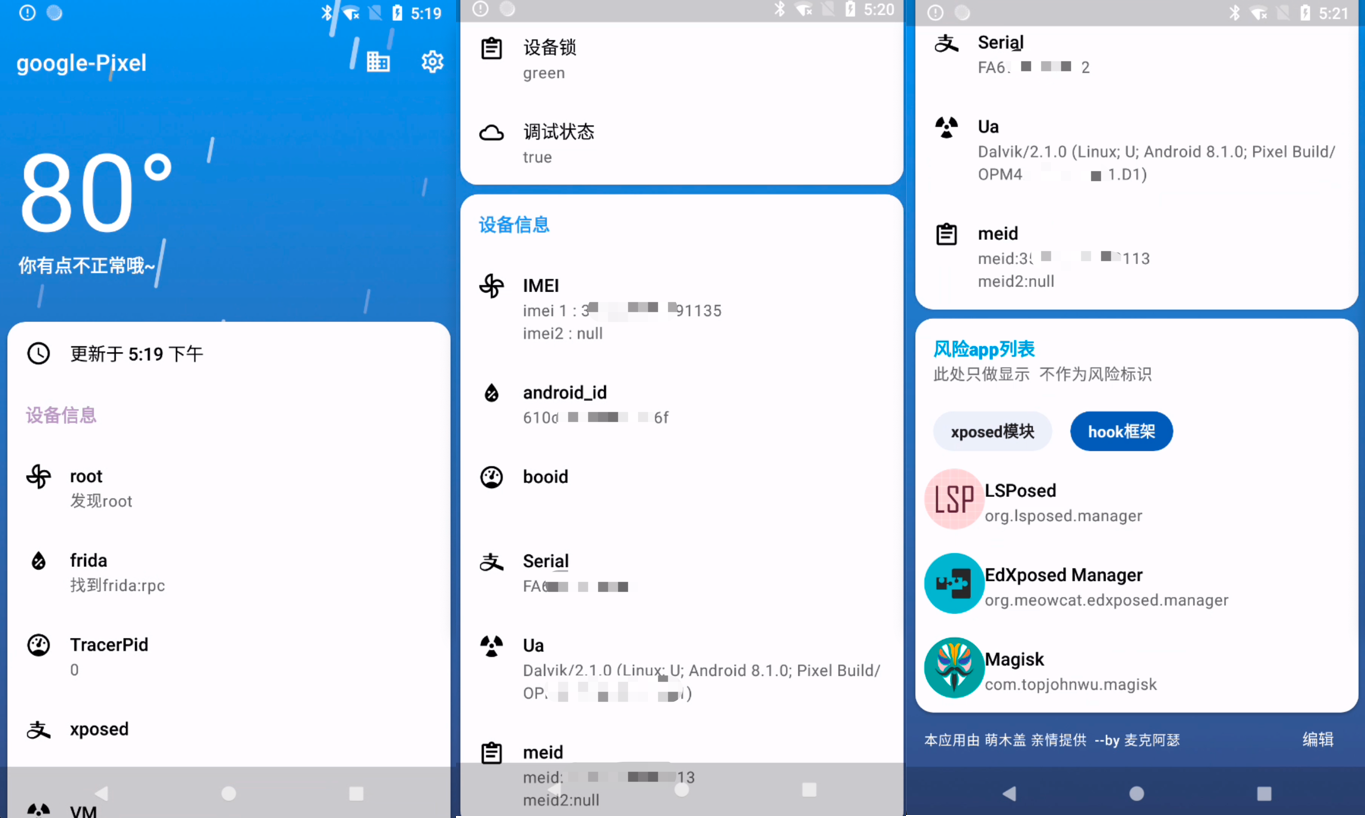 5:19
google-Pixel
80°
你有点不正常哦~
更新于 5:19 下午
设备信息
root
发现root
frida
找到frida:rpc
TracerPid
0
xposed
VM
5:20
设备锁
green
调试状态
true
设备信息
IMEI
imei 1 : 3 91135
imei2 : null
android_id
610 6f
booid
Serial
FA6
Ua
Dalvik/2.1.0 (Linux; U; Android 8.1.0; Pixel Build/
OP )
meid
meid: 13
meid2:null
5:21
Serial
FA6. 2
Ua
Dalvik/2.1.0 (Linux; U; Android 8.1.0; Pixel Build/
OPM4 1.D1)
meid
meid:3 113
meid2:null
风险app列表
此处只做显示 不作为风险标识
xposed模块 hook框架
LSP
LSPosed
org.lsposed.manager
EdXposed Manager
org.meowcat.edxposed.manager
Magisk
com.topjohnwu.magisk
本应用由 萌木盖 亲情提供 --by 麦克阿瑟 编辑